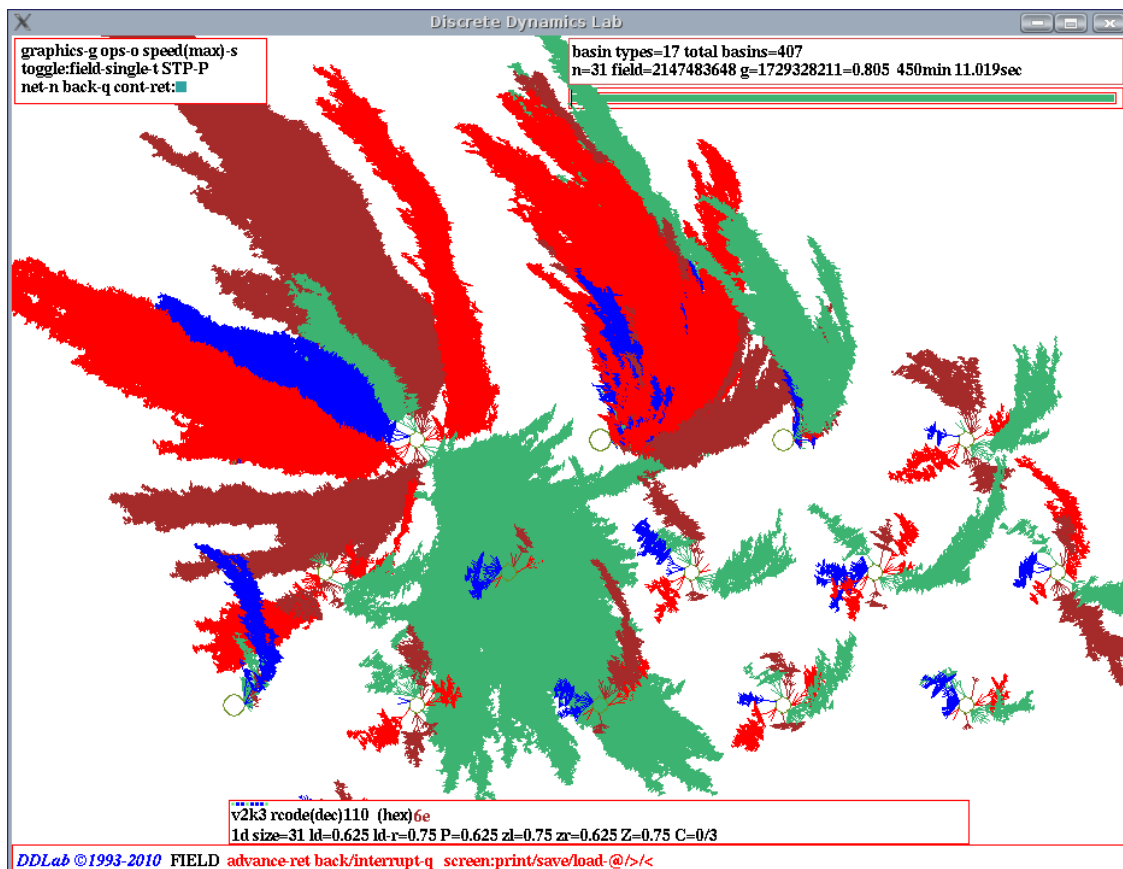 Discrete Dynamics Lab
graphics-g ops-o speed(max)-s
toggle:field-single-t STP-P
net-n back-q cont-ret:
basin types=17 total basins=407
n=31 field=2147483648 g=1729328211=0.805 450min 11.019sec
v2k3 rcode(dec)110 (hex)6e
1d size=31 ld=0.625 ld-r=0.75 P=0.625 zl=0.75 zr=0.625 Z=0.75 C=0/3
DDLab ©1993-2010 FIELD advance-ret back/interrupt-q screen:print/save/load-@/>/<